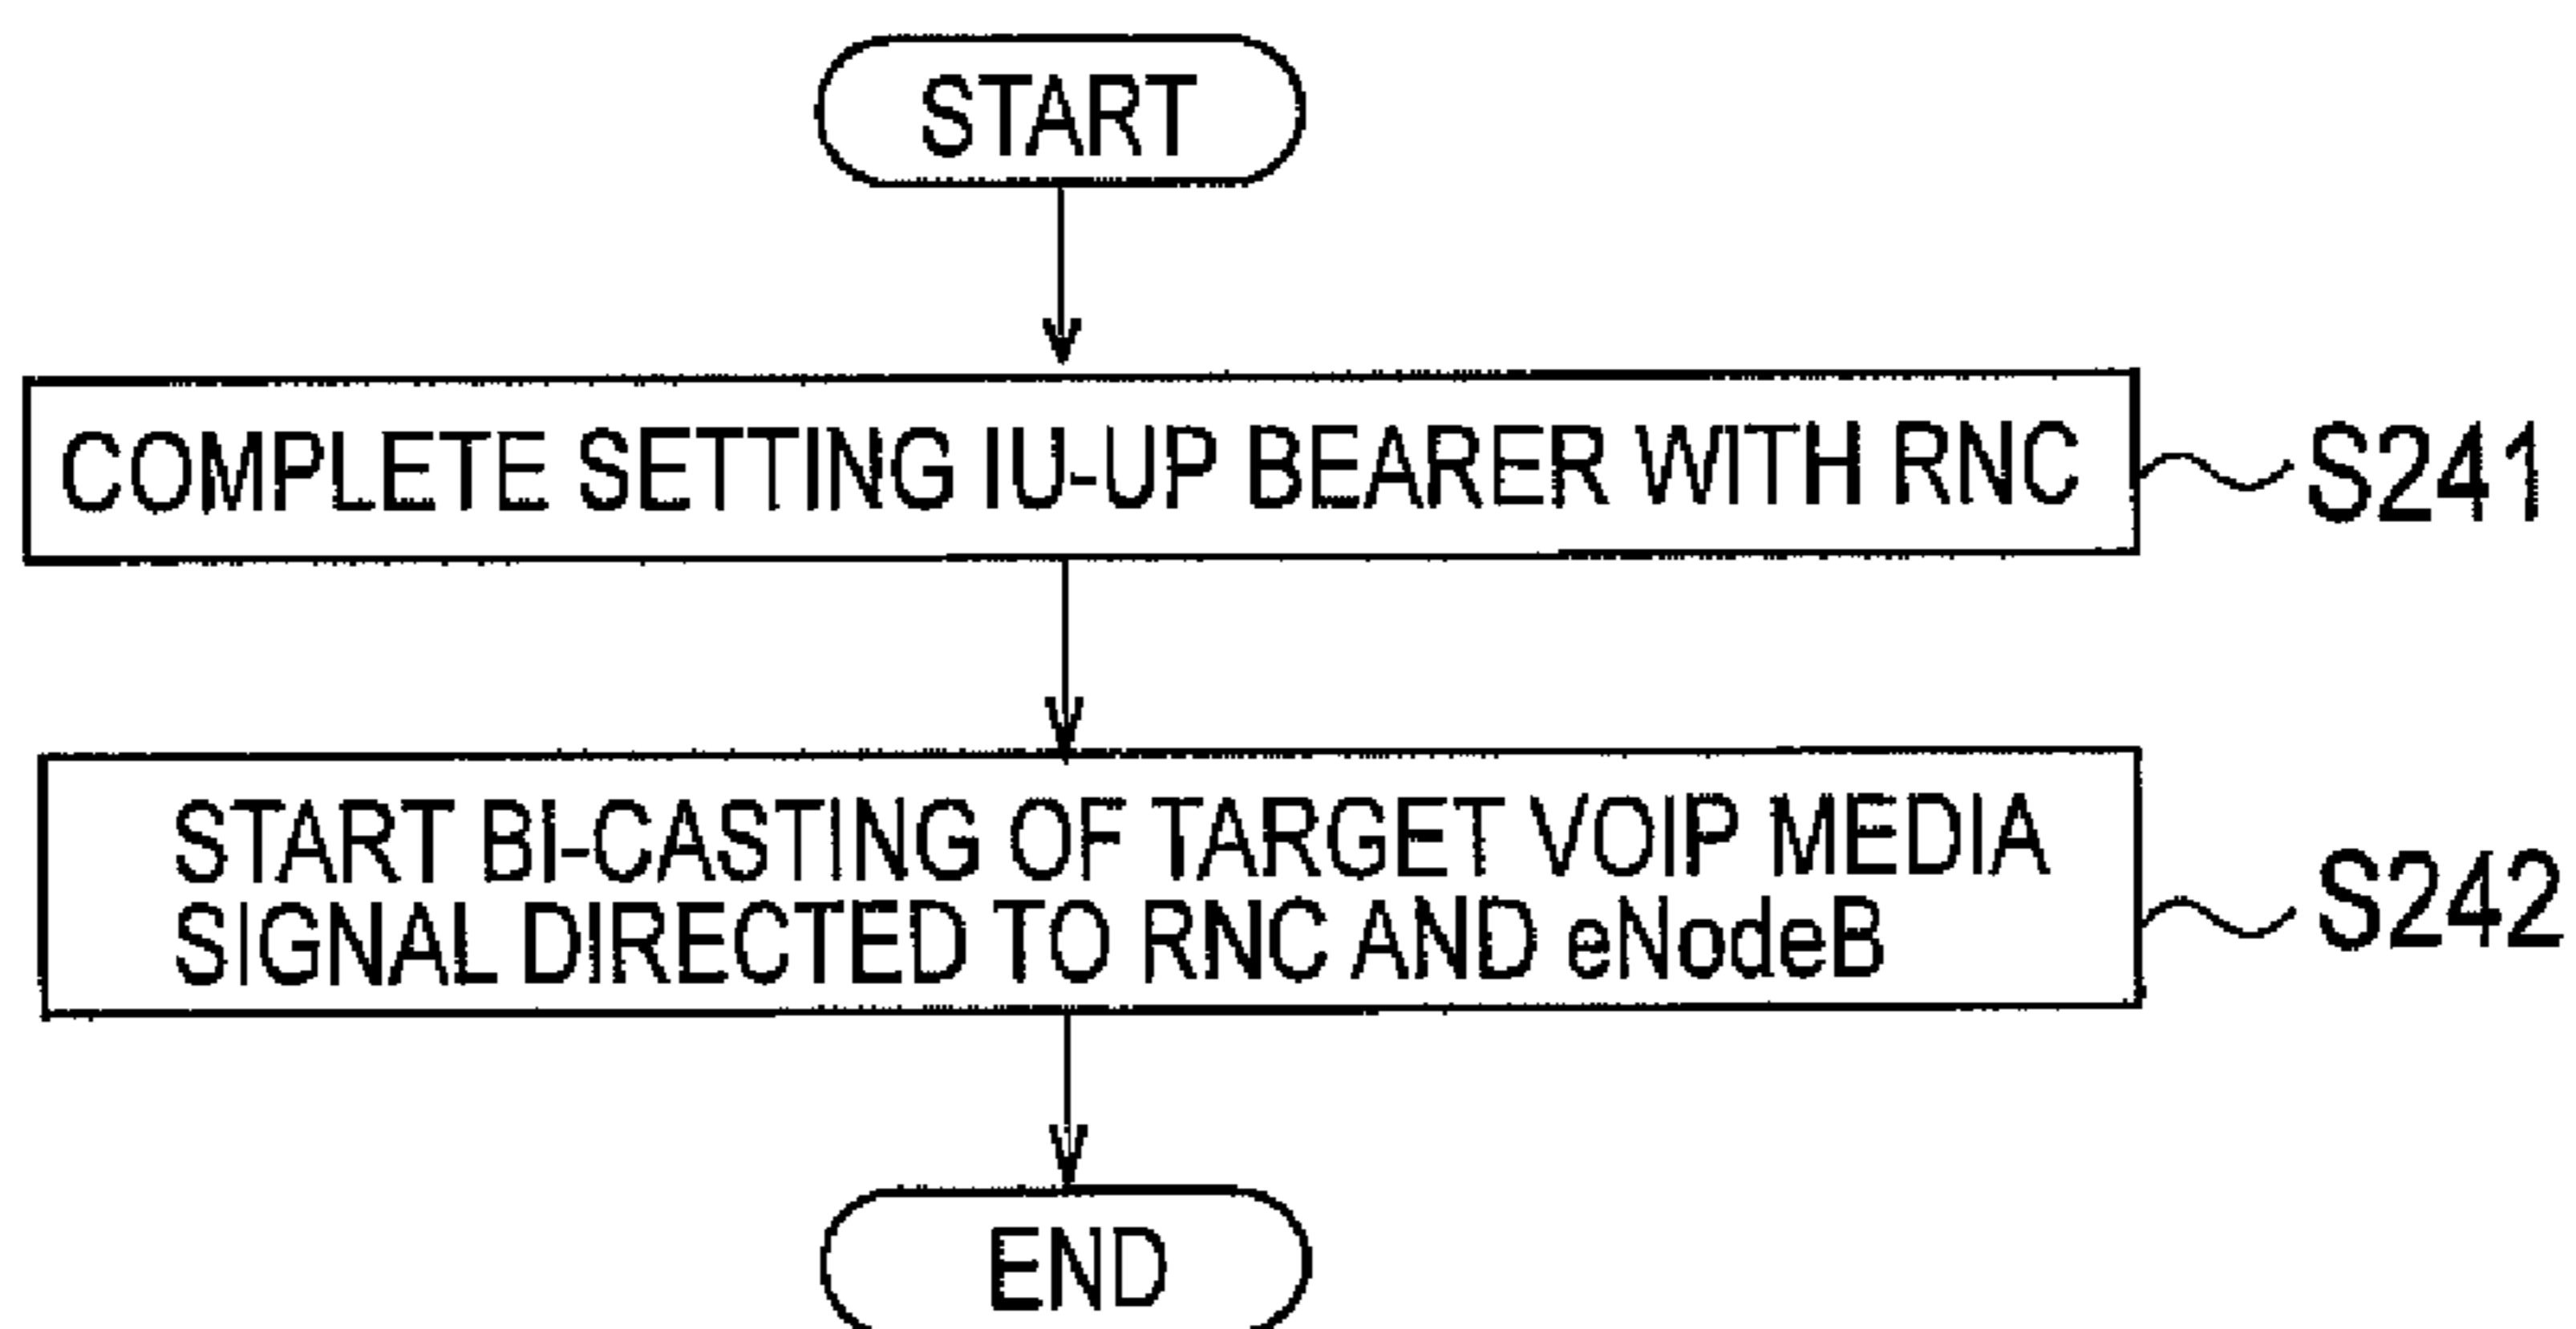 START
COMPLETE SETTING IU-UP BEARER WITH RNC
S241
START BI-CASTING OF TARGET VOIP MEDIA
SIGNAL DIRECTED TO RNC AND eNodeB
S242
END